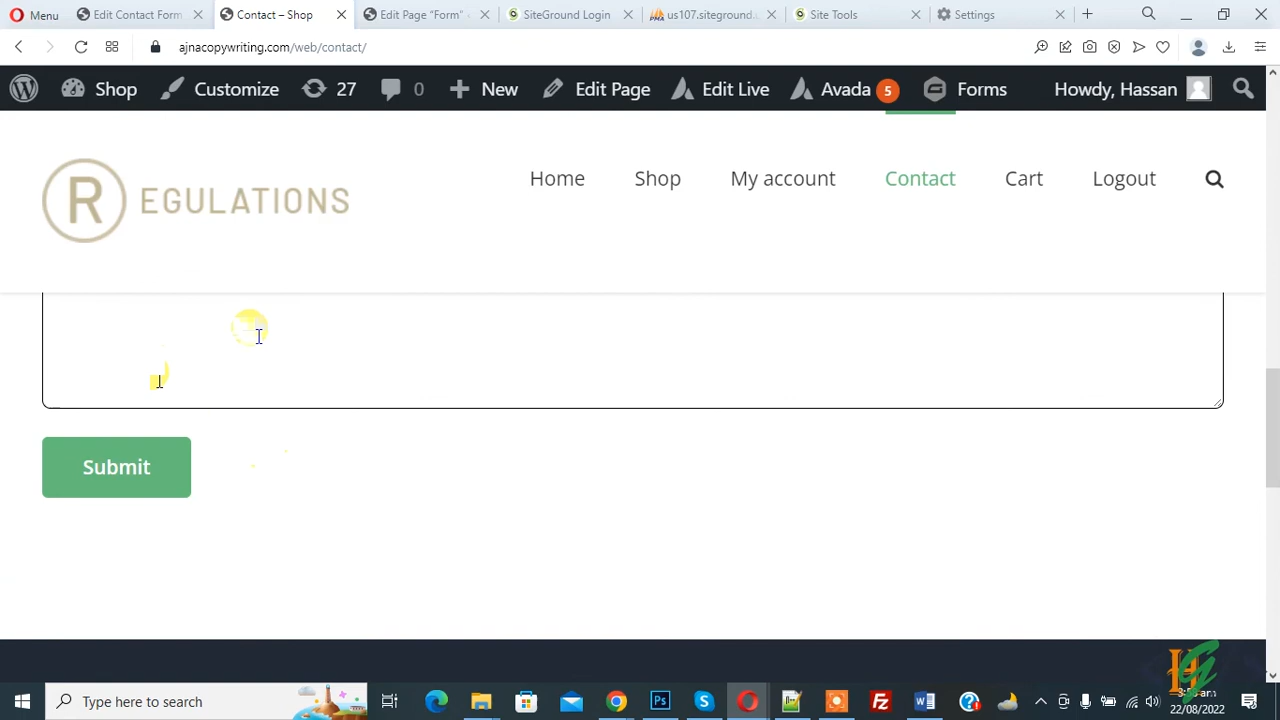 Menu
Edit Contact Form
Contact – Shop
Edit Page “Form”
SiteGround Login
us107.siteground.
Site Tools
Settings
ajnacopywriting.com/web/contact/
Shop
Customize
27
0
New
Edit Page
Edit Live
Avada
5
Forms
Howdy, Hassan
R EGULATIONS
Home
Shop
My account
Contact
Cart
Logout
Submit
Type here to search
22/08/2022